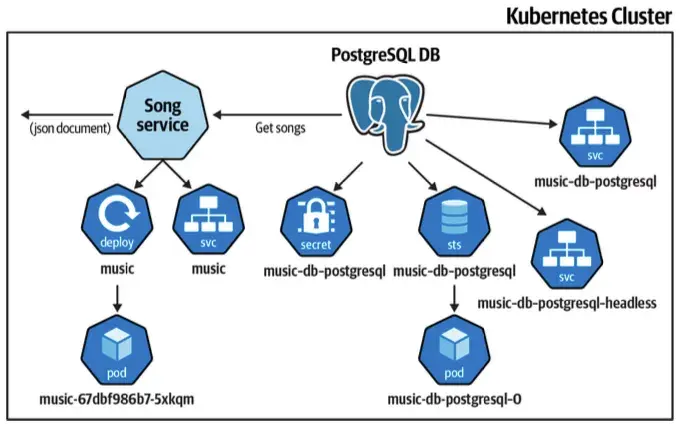 Kubernetes Cluster
PostgreSQL DB
Song
service
(json document)
Get songs
svc
music-db-postgresql
deploy
music
svc
music
secret
music-db-postgresql
sts
music-db-postgresql
svc
music-db-postgresql-headless
pod
music-67dbf986b7-5xkqm
pod
music-db-postgresql-0